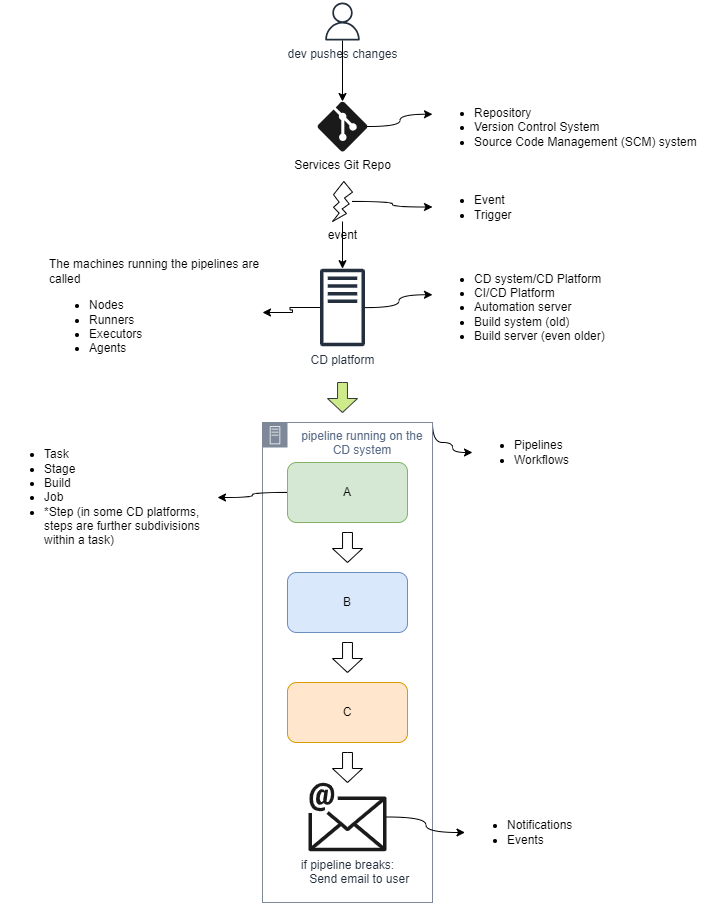 dev pushes changes
Services Git Repo
• Repository
• Version Control System
• Source Code Management (SCM) system
event
• Event
• Trigger
The machines running the pipelines are
called
• Nodes
• Runners
• Executors
• Agents
CD platform
• CD system/CD Platform
• CI/CD Platform
• Automation server
• Build system (old)
• Build server (even older)
pipeline running on the
CD system
• Pipelines
• Workflows
• Task
• Stage
• Build
• Job
• *Step (in some CD platforms,
steps are further subdivisions
within a task)
A
B
C
@
if pipeline breaks:
Send email to user
• Notifications
• Events